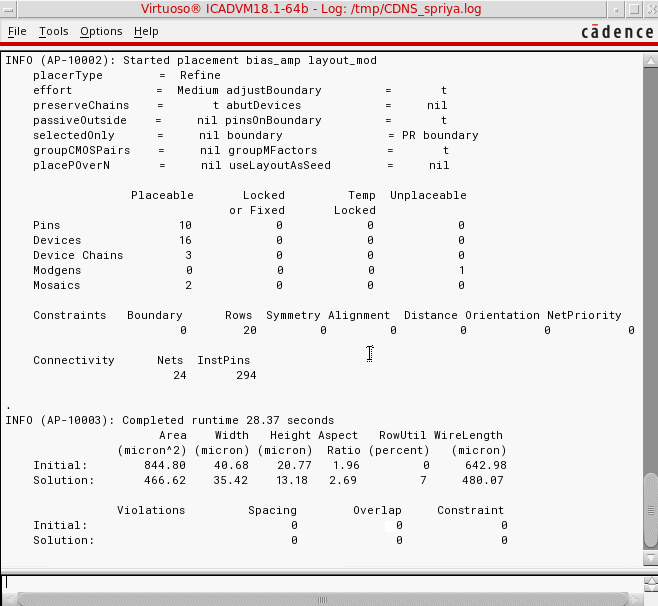 Virtuoso® ICADVM18.1-64b - Log: /tmp/CDNS_spriya.log
File Tools Options Help
cādence
INFO (AP-10002): Started placement bias_amp layout_mod
placerType = Refine
effort = Medium adjustBoundary = t
preserveChains = t abutDevices = nil
passiveOutside = nil pinsOnBoundary = t
selectedOnly = nil boundary = PR boundary
groupCMOSPairs = nil groupMFactors = t
placePOverN = nil useLayoutAsSeed = nil
Placeable Locked Temp Unplaceable
or Fixed Locked
Pins 10 0 0 0
Devices 16 0 0 0
Device Chains 3 0 0 0
Modgens 0 0 0 1
Mosaics 2 0 0 0
Constraints Boundary Rows Symmetry Alignment Distance Orientation NetPriority
0 20 0 0 0 0 0
Connectivity Nets InstPins
24 294
.
INFO (AP-10003): Completed runtime 28.37 seconds
Area Width Height Aspect RowUtil WireLength
(micron^2) (micron) (micron) Ratio (percent) (micron)
Initial: 844.80 40.68 20.77 1.96 0 642.98
Solution: 466.62 35.42 13.18 2.69 7 480.07
Violations Spacing Overlap Constraint
Initial: 0 0 0
Solution: 0 0 0